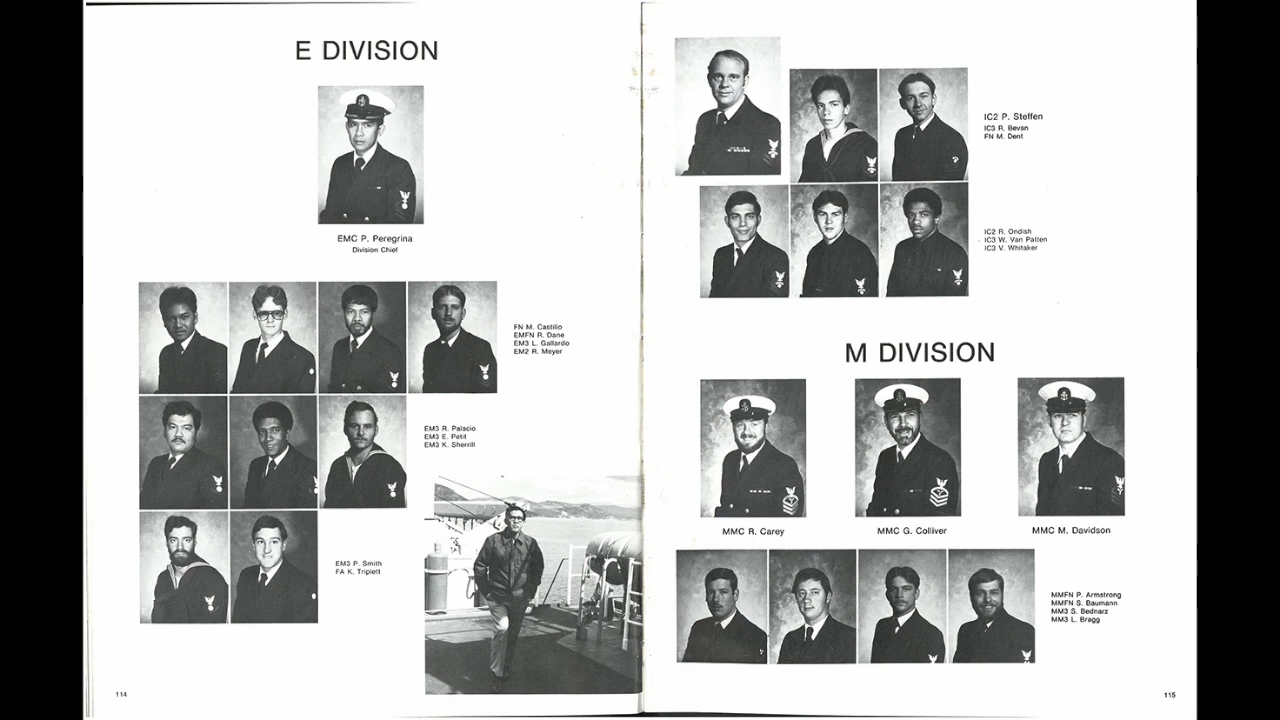 E DIVISION
EMC P. Peregrina
Division Chief
FN M. Castillo
EMFN R. Dane
EM3 L. Gallardo
EM2 R. Meyer
EM3 R. Palacio
EM3 E. Petit
EM3 K. Sherrill
EM3 P. Smith
FA K. Triplett
114
IC2 P. Steffen
IC3 R. Bevan
FN M. Dent
IC2 R. Ondish
IC3 W. Van Patten
IC3 V. Whitaker
M DIVISION
MMC R. Carey
MMC G. Colliver
MMC M. Davidson
MMFN P. Armstrong
MMFN S. Baumann
MM3 S. Bednarz
MM3 L. Bragg
115